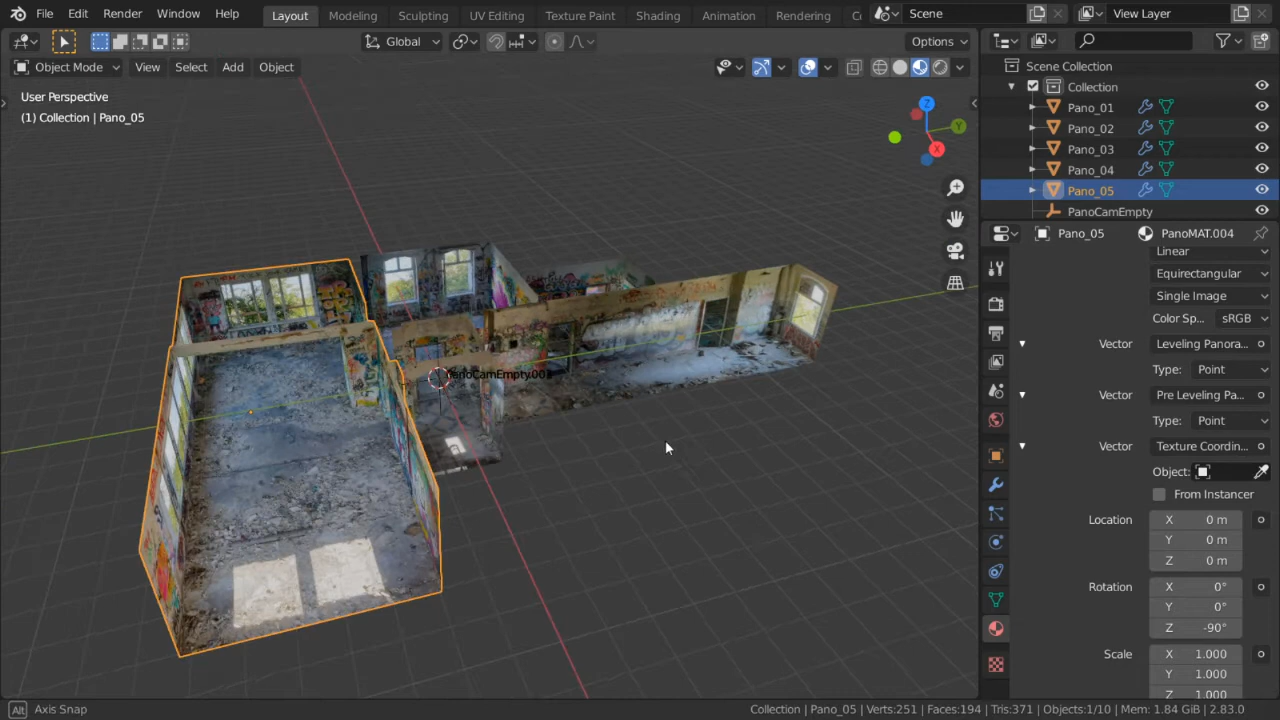 File Edit Render Window Help Layout Modeling Sculpting UV Editing Texture Paint Shading Animation Rendering Scene View Layer
Global Options
Object Mode View Select Add Object
User Perspective
(1) Collection | Pano_05
Z
Y
X
PanoCamEmpty.00
Scene Collection
Collection
Pano_01
Pano_02
Pano_03
Pano_04
Pano_05
PanoCamEmpty
Pano_05 PanoMAT.004
Linear
Equirectangular
Single Image
Color Sp... sRGB
Vector Leveling Panora...
Type: Point
Vector Pre Leveling Pa...
Type: Point
Vector Texture Coordin...
Object:
From Instancer
Location X 0 m
Y 0 m
Z 0 m
Rotation X 0°
Y 0°
Z -90°
Scale X 1.000
Y 1.000
Z 1.000
Alt Axis Snap Collection | Pano_05 | Verts:251 | Faces:194 | Tris:371 | Objects:1/10 | Mem: 1.84 GiB | 2.83.0